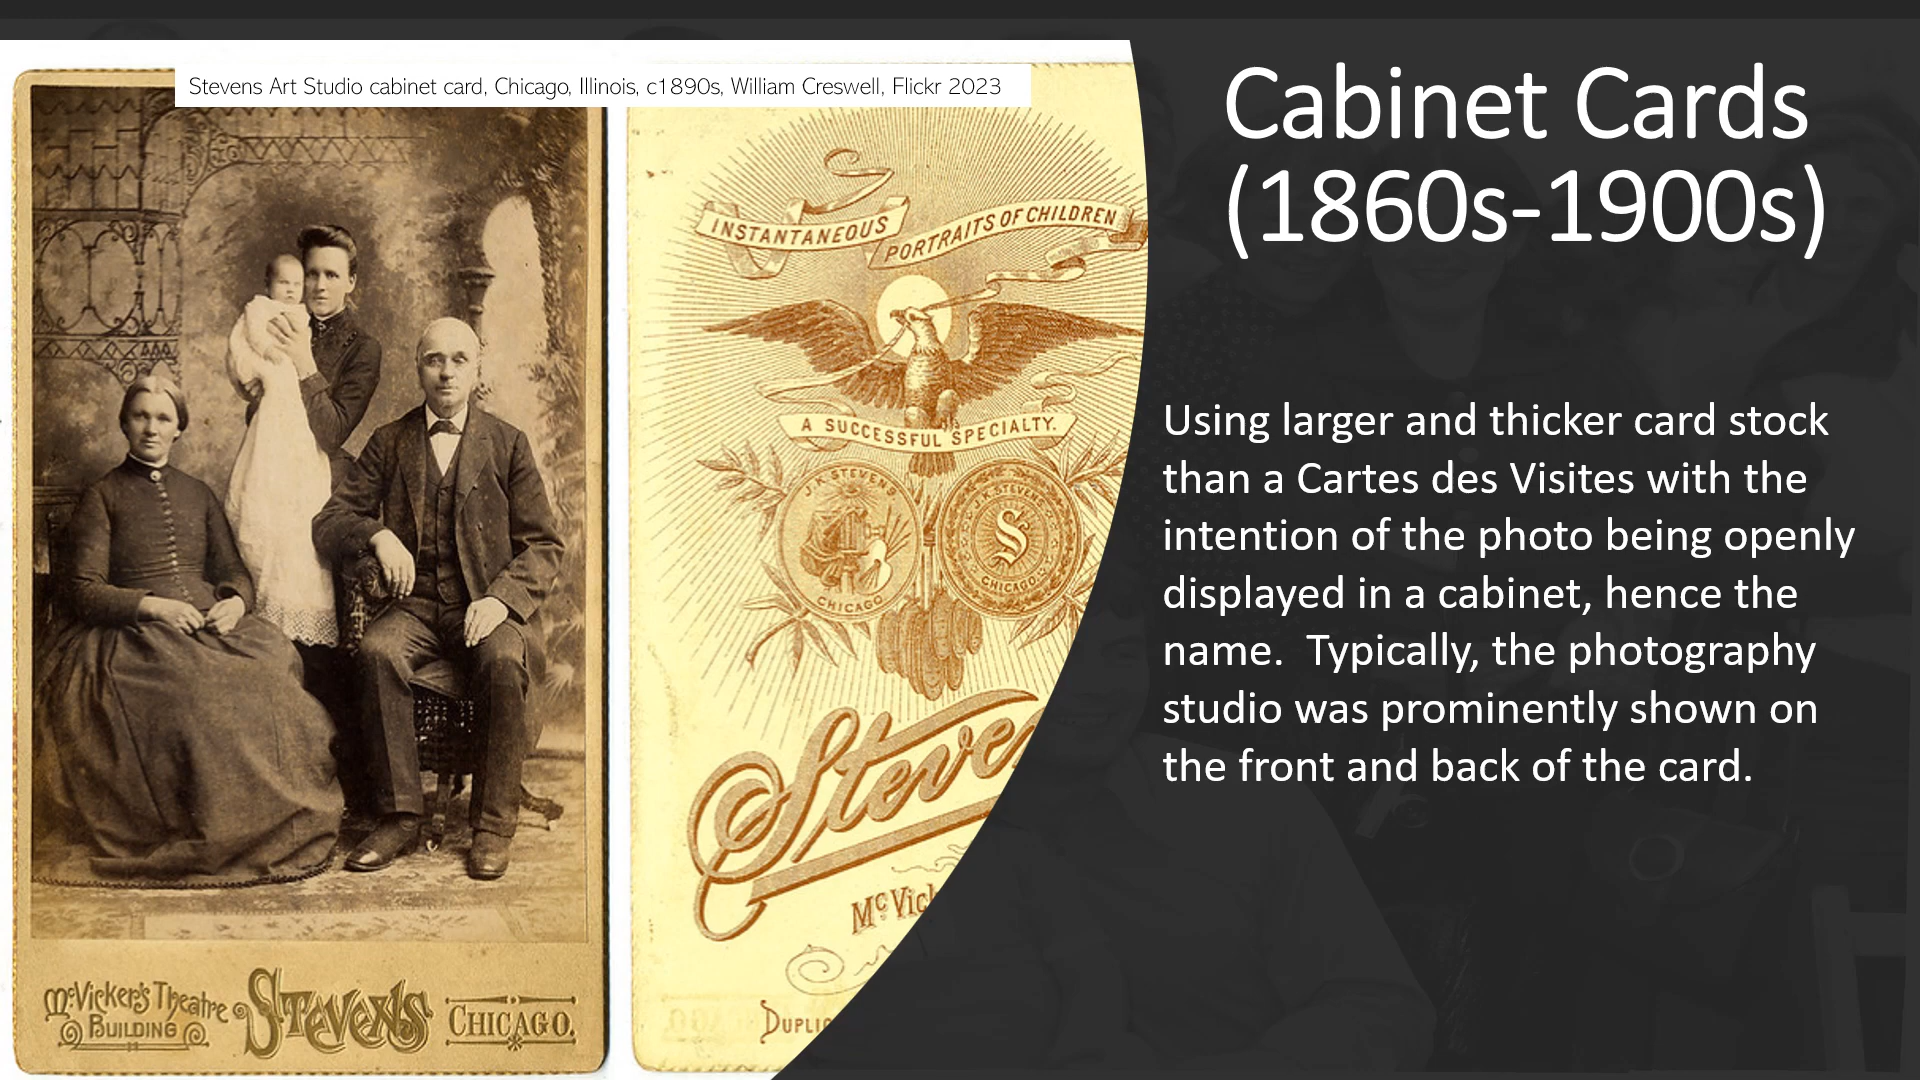 Stevens Art Studio cabinet card, Chicago, Illinois, c1890s, William Creswell, Flickr 2023
Cabinet Cards
(1860s-1900s)
Using larger and thicker card stock
than a Cartes des Visites with the
intention of the photo being openly
displayed in a cabinet, hence the
name.  Typically, the photography
studio was prominently shown on
the front and back of the card.
McVicker's Theatre
Building
Stevens
Chicago.
INSTANTANEOUS
PORTRAITS OF CHILDREN
A SUCCESSFUL SPECIALTY.
J.K STEVENS
CHICAGO
J.K.STEVENS
S
CHICAGO
Steven
McVick
Duplic